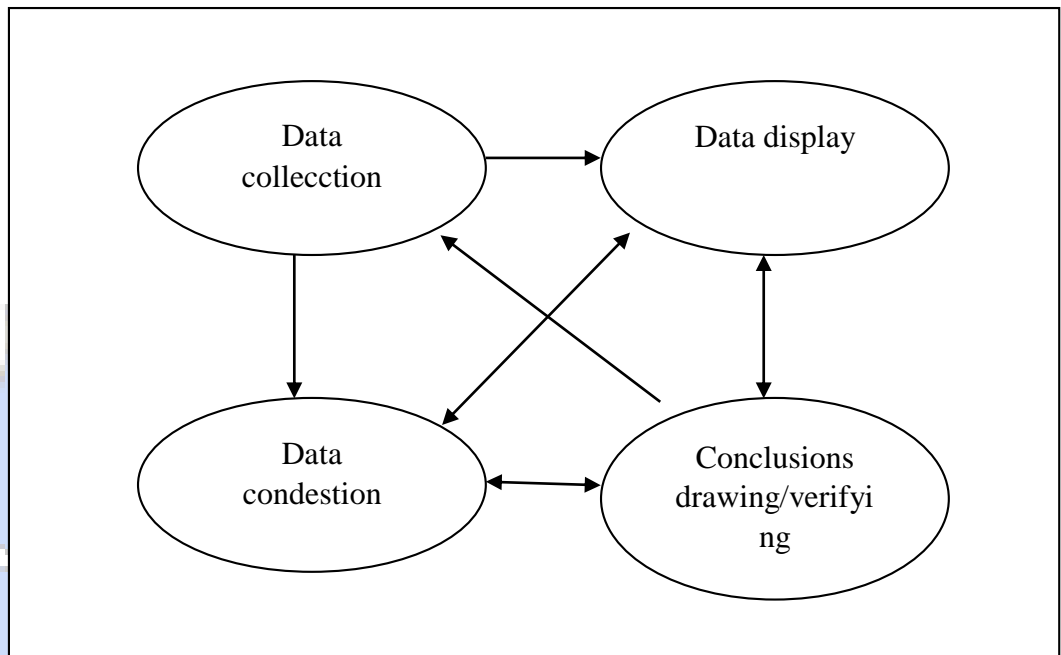 Data
collecction
Data display
Data
condestion
Conclusions
drawing/verifyi
ng